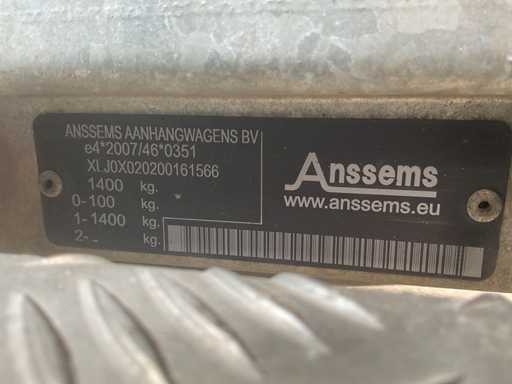 ANSSEMS AANHANGWAGENS BV
e4*2007/46*0351
XLJ0X020200161566
1400 kg.
0-100 kg.
1-1400 kg.
2-- kg.
Anssems
www.anssems.eu